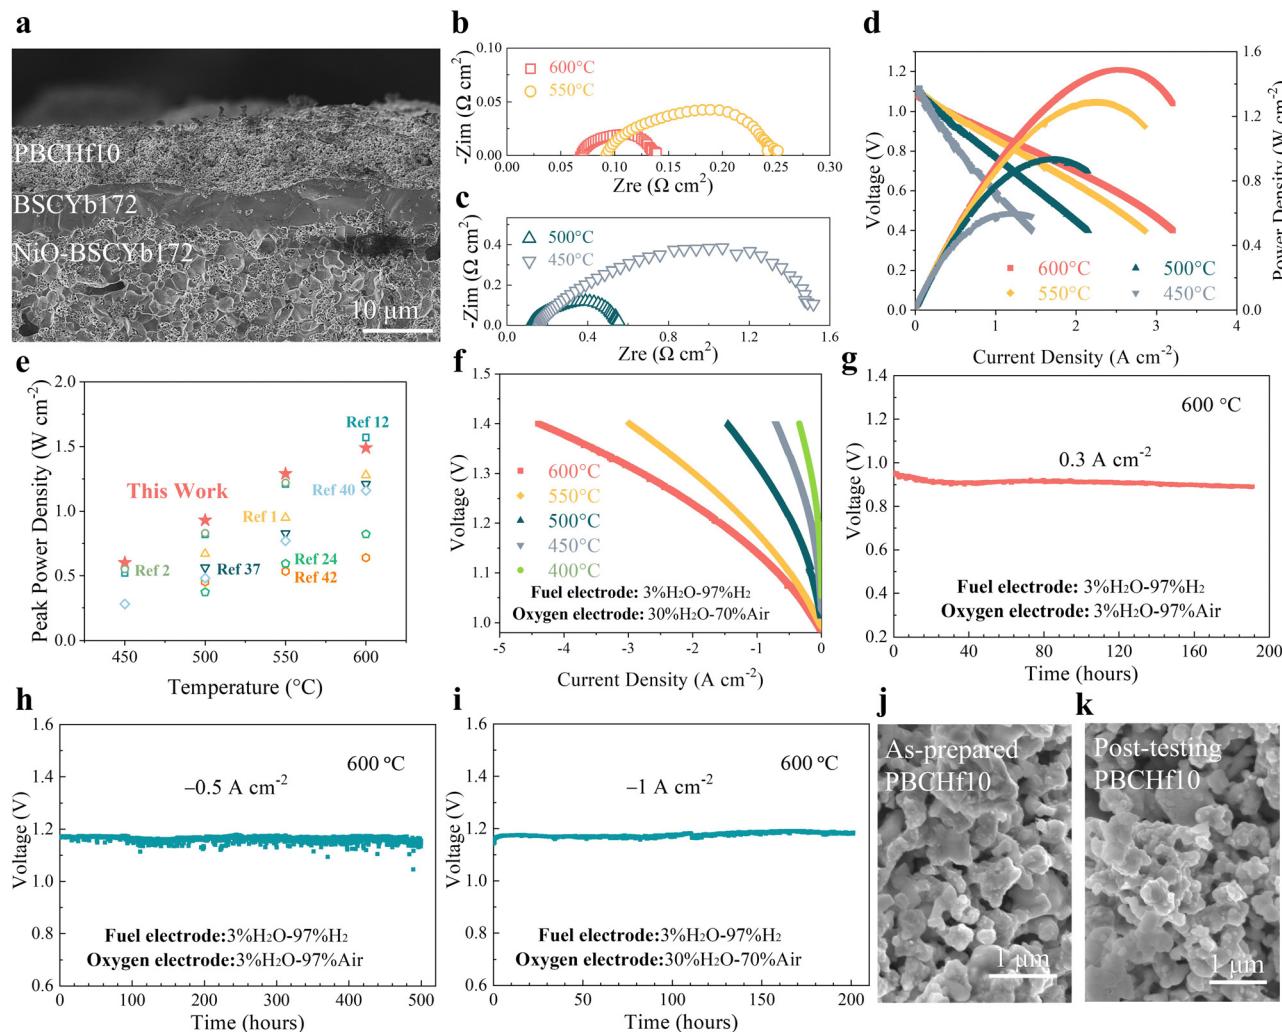 a
PBCHf10
BSCYb172
NiO-BSCYb172
10 μm
b
0.10
0.05
0.00
-Zim (Ω cm²)
600°C
550°C
0.00 0.05 0.10 0.15 0.20 0.25 0.30
Zre (Ω cm²)
c
0.4
0.2
0.0
-Zim (Ω cm²)
500°C
450°C
0.0 0.4 0.8 1.2 1.6
Zre (Ω cm²)
d
1.2
1.0
0.8
0.6
0.4
0.2
0.0
Voltage (V)
1.6
1.4
1.2
1.0
0.8
0.6
0.4
0.2
0.0
Power Density (W cm⁻²)
600°C 500°C
550°C 450°C
0 1 2 3 4
Current Density (A cm⁻²)
e
2.0
1.5
1.0
0.5
0.0
Peak Power Density (W cm⁻²)
Ref 12
This Work
Ref 40
Ref 1
Ref 2
Ref 37
Ref 24
Ref 42
450 500 550 600
Temperature (°C)
f
1.5
1.4
1.3
1.2
1.1
1.0
Voltage (V)
600°C
550°C
500°C
450°C
400°C
Fuel electrode: 3%H2O-97%H2
Oxygen electrode: 30%H2O-70%Air
-5 -4 -3 -2 -1 0
Current Density (A cm⁻²)
g
1.4
1.2
1.0
0.8
0.6
0.4
0.2
Voltage (V)
600 °C
0.3 A cm⁻²
Fuel electrode: 3%H2O-97%H2
Oxygen electrode: 3%H2O-97%Air
0 40 80 120 160 200
Time (hours)
h
1.6
1.4
1.2
1.0
0.8
0.6
Voltage (V)
600 °C
–0.5 A cm⁻²
Fuel electrode:3%H2O-97%H2
Oxygen electrode:3%H2O-97%Air
0 100 200 300 400 500
Time (hours)
i
1.6
1.4
1.2
1.0
0.8
0.6
Voltage (V)
600 °C
–1 A cm⁻²
Fuel electrode:3%H2O-97%H2
Oxygen electrode:30%H2O-70%Air
0 50 100 150 200
Time (hours)
j
As-prepared
PBCHf10
1 μm
k
Post-testing
PBCHf10
1 μm